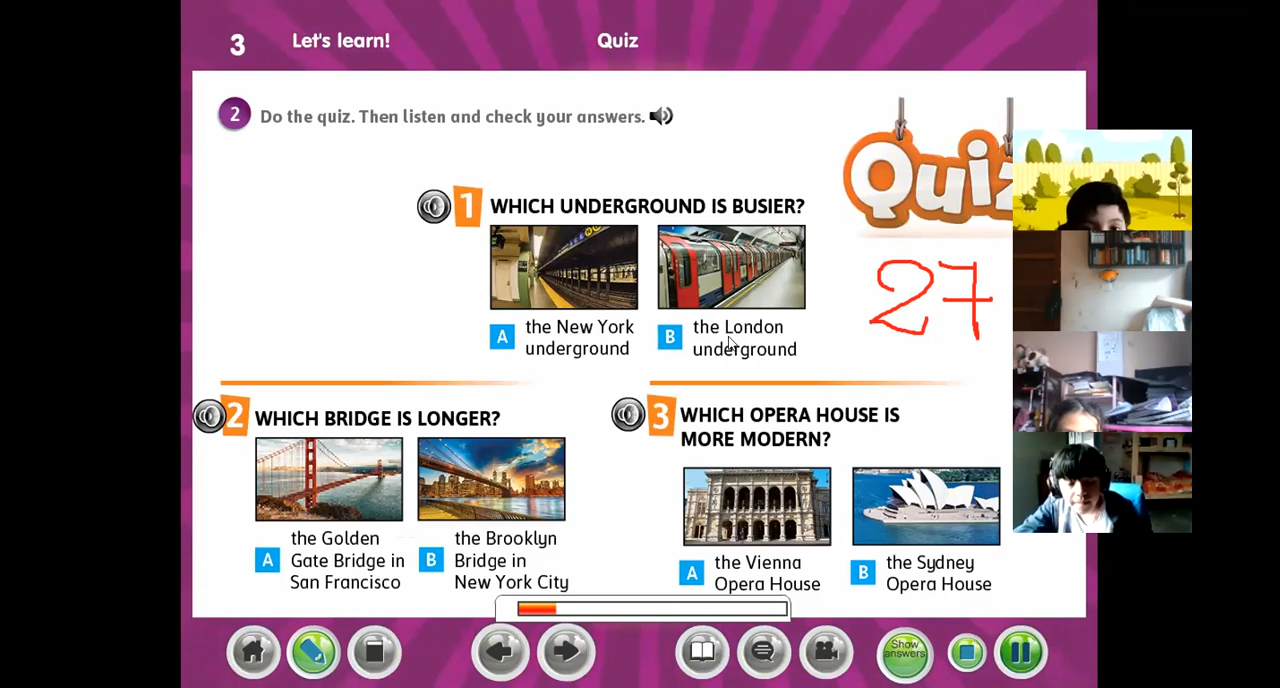 3 Let's learn! Quiz
2 Do the quiz. Then listen and check your answers.
Quiz
1 WHICH UNDERGROUND IS BUSIER?
27
A the New York
underground
B the London
underground
2 WHICH BRIDGE IS LONGER?
A the Golden
Gate Bridge in
San Francisco
B the Brooklyn
Bridge in
New York City
3 WHICH OPERA HOUSE IS
MORE MODERN?
A the Vienna
Opera House
B the Sydney
Opera House
Show
answers